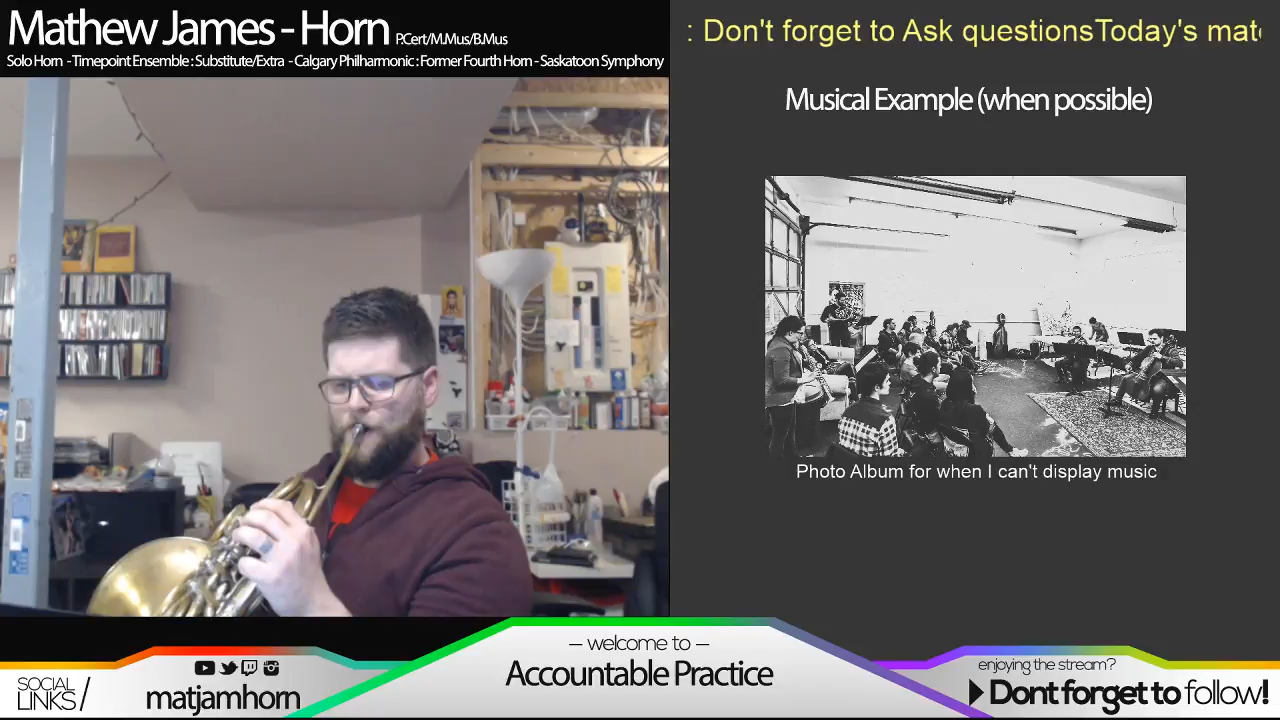 Mathew James - Horn P.Cert/M.Mus/B.Mus
Solo Horn - Timepoint Ensemble : Substitute/Extra - Calgary Philharmonic : Former Fourth Horn - Saskatoon Symphony
: Don't forget to Ask questionsToday's mat
Musical Example (when possible)
Photo Album for when I can't display music
– welcome to –
Accountable Practice
SOCIAL
LINKS /
matjamhorn
enjoying the stream?
Dont forget to follow!